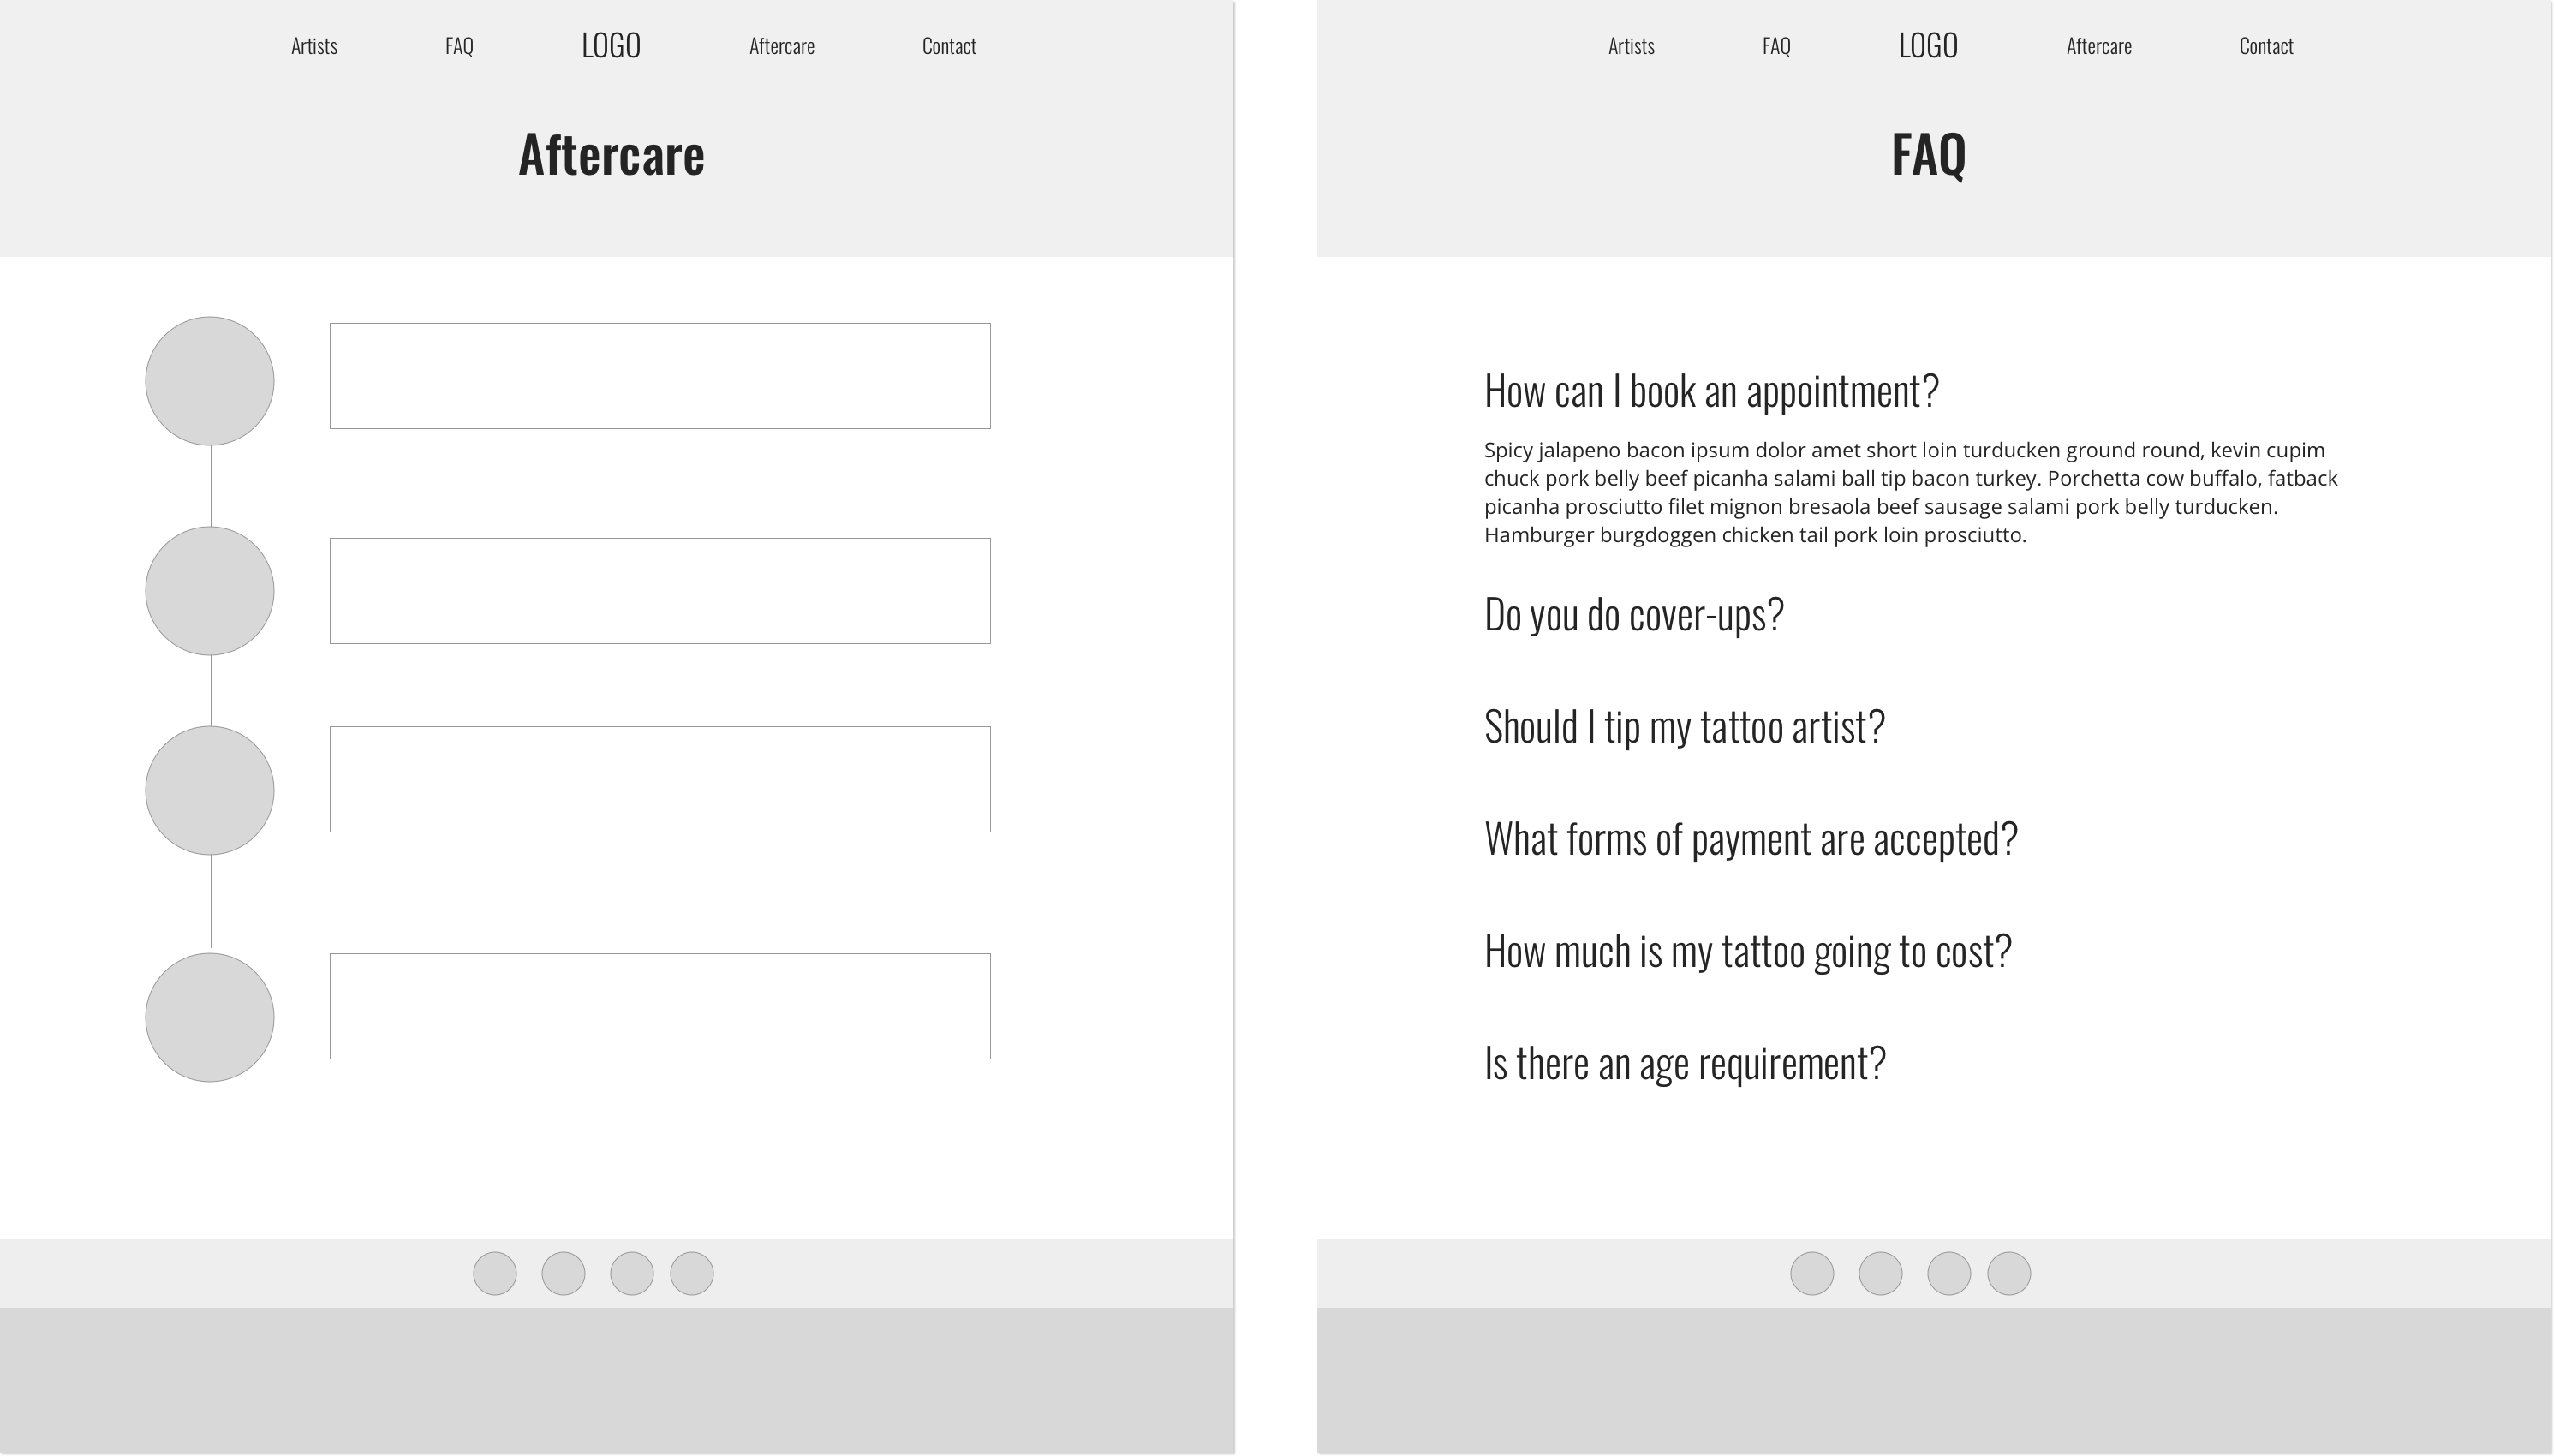 Artists FAQ LOGO Aftercare Contact
Aftercare
Artists FAQ LOGO Aftercare Contact
FAQ
How can I book an appointment?
Spicy jalapeno bacon ipsum dolor amet short loin turducken ground round, kevin cupim
chuck pork belly beef picanha salami ball tip bacon turkey. Porchetta cow buffalo, fatback
picanha prosciutto filet mignon bresaola beef sausage salami pork belly turducken.
Hamburger burgdoggen chicken tail pork loin prosciutto.
Do you do cover-ups?
Should I tip my tattoo artist?
What forms of payment are accepted?
How much is my tattoo going to cost?
Is there an age requirement?